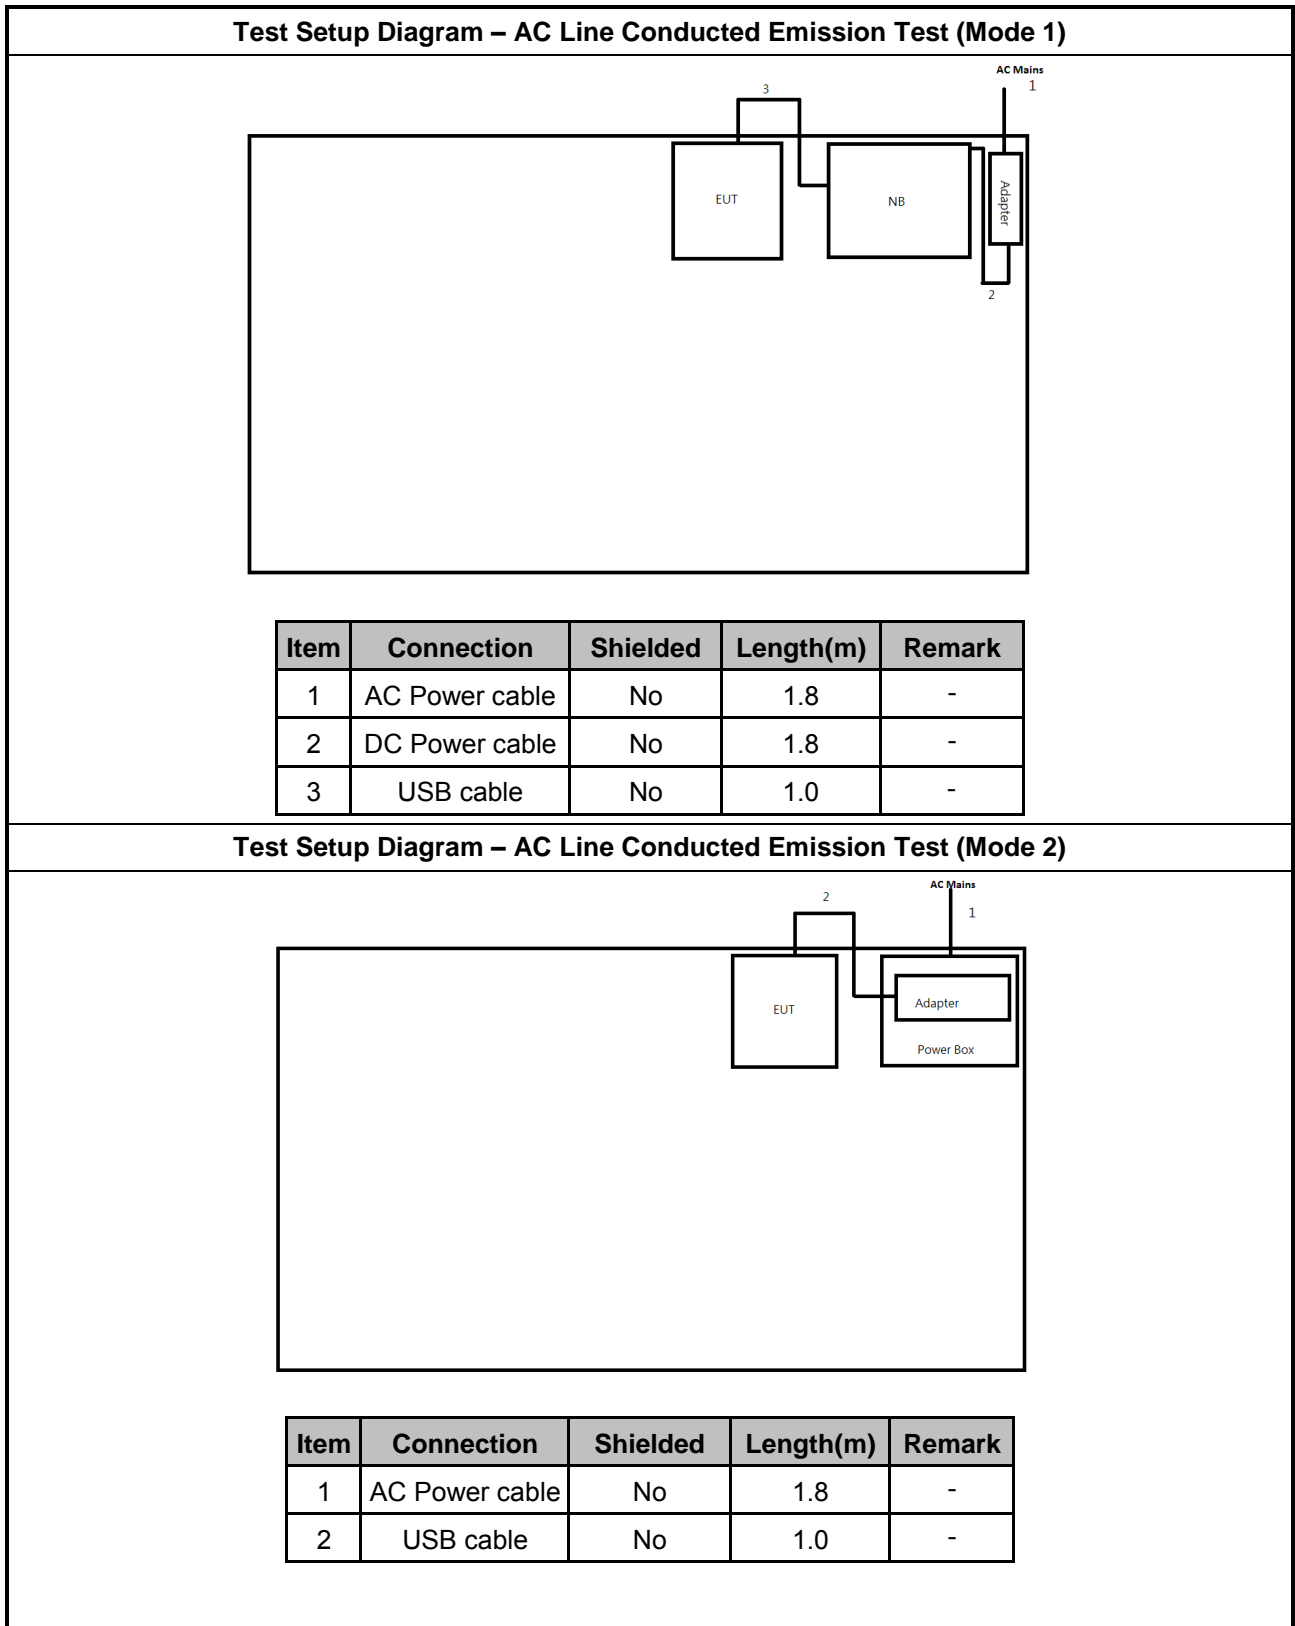 Test Setup Diagram – AC Line Conducted Emission Test (Mode 1)
AC Mains
1
3
EUT
NB
Adapter
2
Item Connection Shielded Length(m) Remark
1 AC Power cable No 1.8 -
2 DC Power cable No 1.8 -
3 USB cable No 1.0 -
Test Setup Diagram – AC Line Conducted Emission Test (Mode 2)
AC Mains
2
1
EUT
Adapter
Power Box
Item Connection Shielded Length(m) Remark
1 AC Power cable No 1.8 -
2 USB cable No 1.0 -